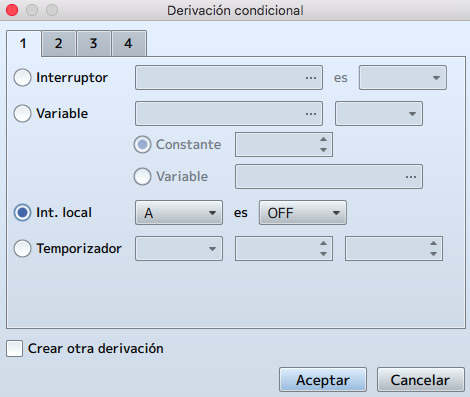 Derivación condicional
1 2 3 4
Interruptor ... es
Variable ...
Constante
Variable ...
Int. local A es OFF
Temporizador
Crear otra derivación
Aceptar Cancelar